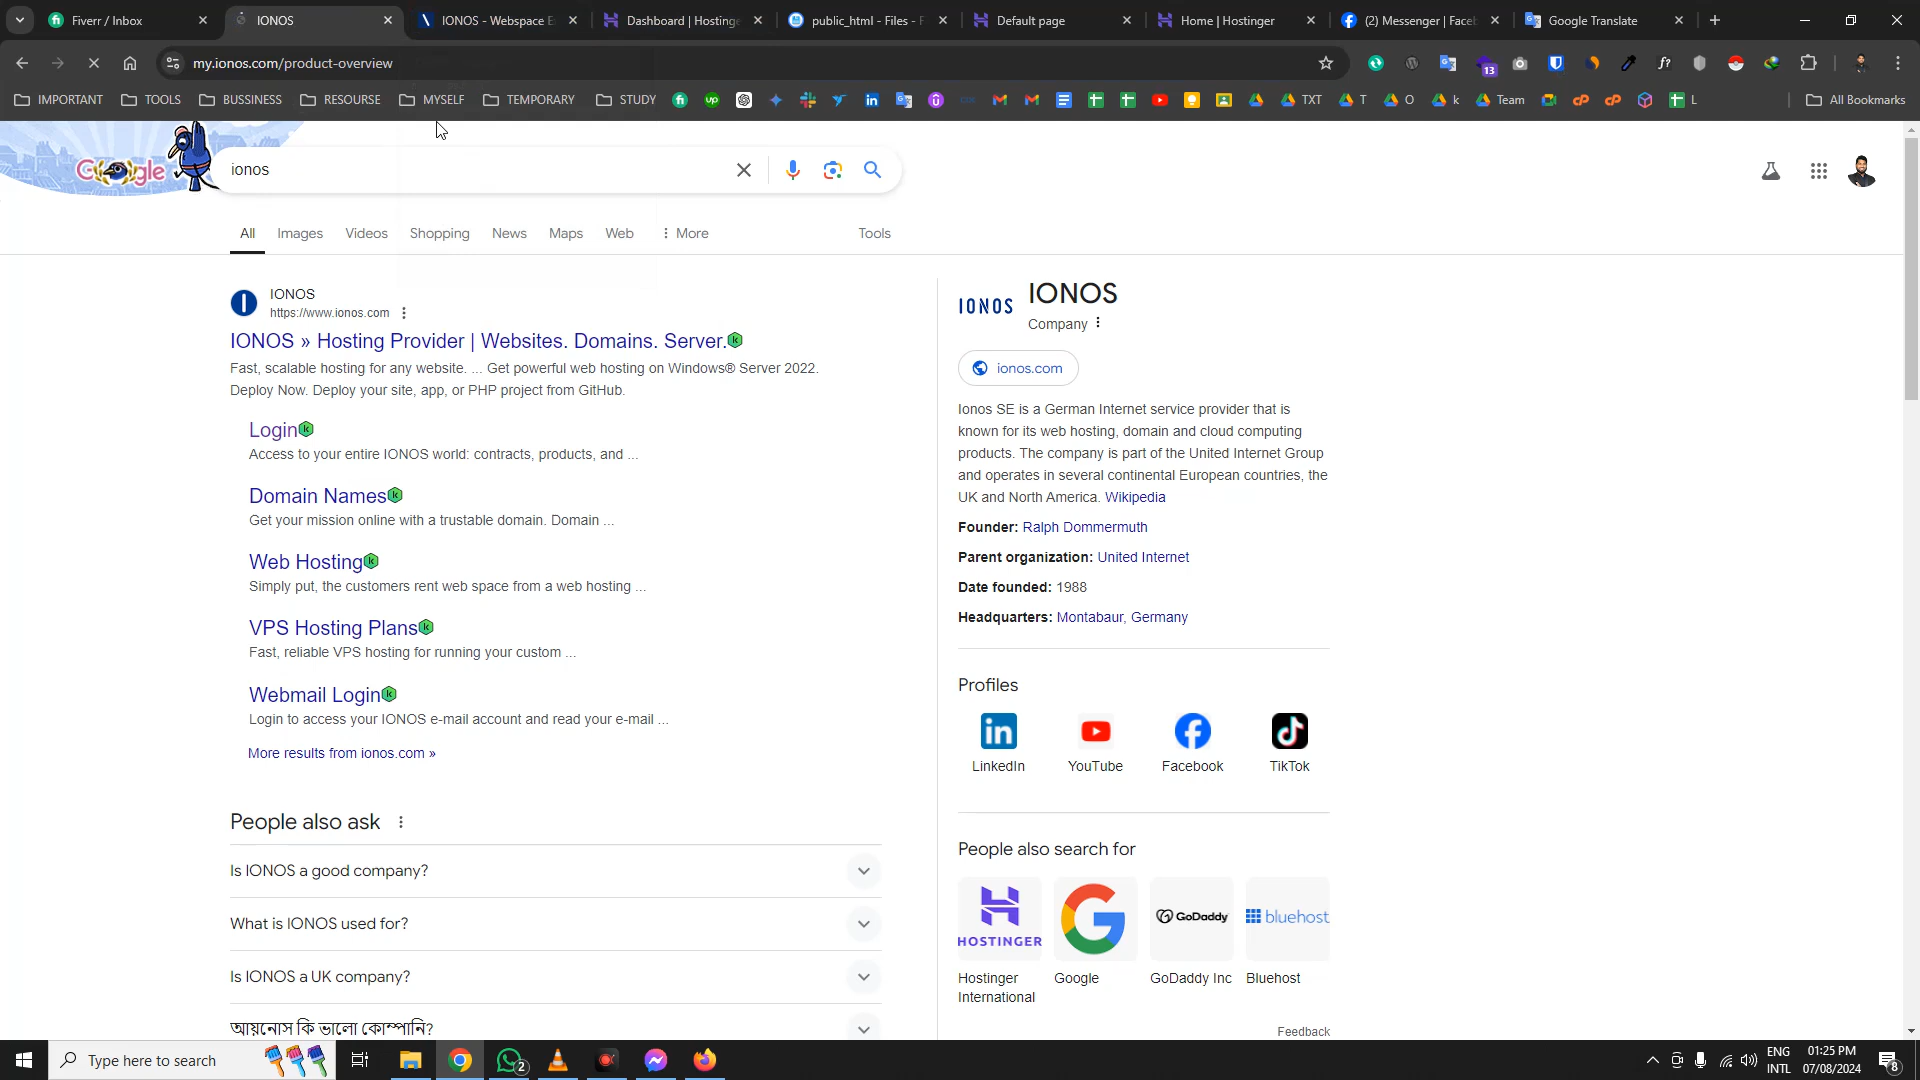 Fiverr / Inbox
IONOS
IONOS - Webspace E
Dashboard | Hostinge
public_html - Files - F
Default page
Home | Hostinger
(2) Messenger | Face
Google Translate
my.ionos.com/product-overview
13
IMPORTANT
TOOLS
BUSSINESS
RESOURSE
MYSELF
TEMPORARY
STUDY
TXT
T
O
k
Team
L
All Bookmarks
Google
ionos
All
Images
Videos
Shopping
News
Maps
Web
More
Tools
IONOS
https://www.ionos.com
IONOS » Hosting Provider | Websites. Domains. Server.
Fast, scalable hosting for any website. ... Get powerful web hosting on Windows® Server 2022.
Deploy Now. Deploy your site, app, or PHP project from GitHub.
Login
Access to your entire IONOS world: contracts, products, and ...
Domain Names
Get your mission online with a trustable domain. Domain ...
Web Hosting
Simply put, the customers rent web space from a web hosting ...
VPS Hosting Plans
Fast, reliable VPS hosting for running your custom ...
Webmail Login
Login to access your IONOS e-mail account and read your e-mail ...
More results from ionos.com »
People also ask
Is IONOS a good company?
What is IONOS used for?
Is IONOS a UK company?
আয়নোস কি ভালো কোম্পানি?
IONOS
IONOS
Company
ionos.com
Ionos SE is a German Internet service provider that is
known for its web hosting, domain and cloud computing
products. The company is part of the United Internet Group
and operates in several continental European countries, the
UK and North America. Wikipedia
Founder: Ralph Dommermuth
Parent organization: United Internet
Date founded: 1988
Headquarters: Montabaur, Germany
Profiles
LinkedIn
YouTube
Facebook
TikTok
People also search for
HOSTINGER
GoDaddy
bluehost
Hostinger
International
Google
GoDaddy Inc
Bluehost
Feedback
Type here to search
2
ENG
INTL
01:25 PM
07/08/2024
8